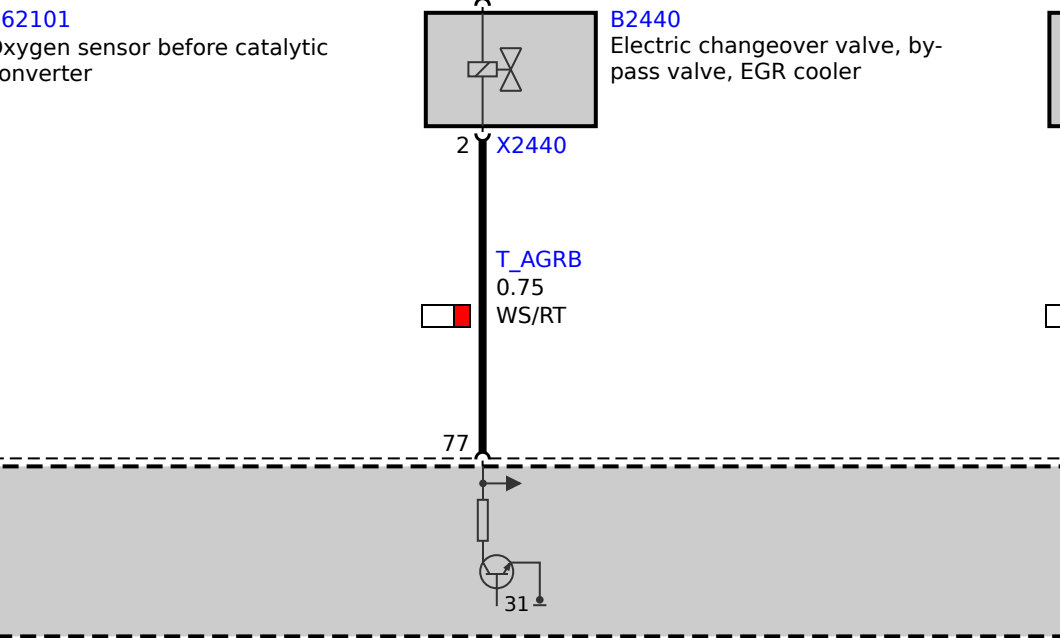 62101
Oxygen sensor before catalytic
onverter
B2440
Electric changeover valve, by-
pass valve, EGR cooler
2 X2440
T_AGRB
0.75
WS/RT
77
31